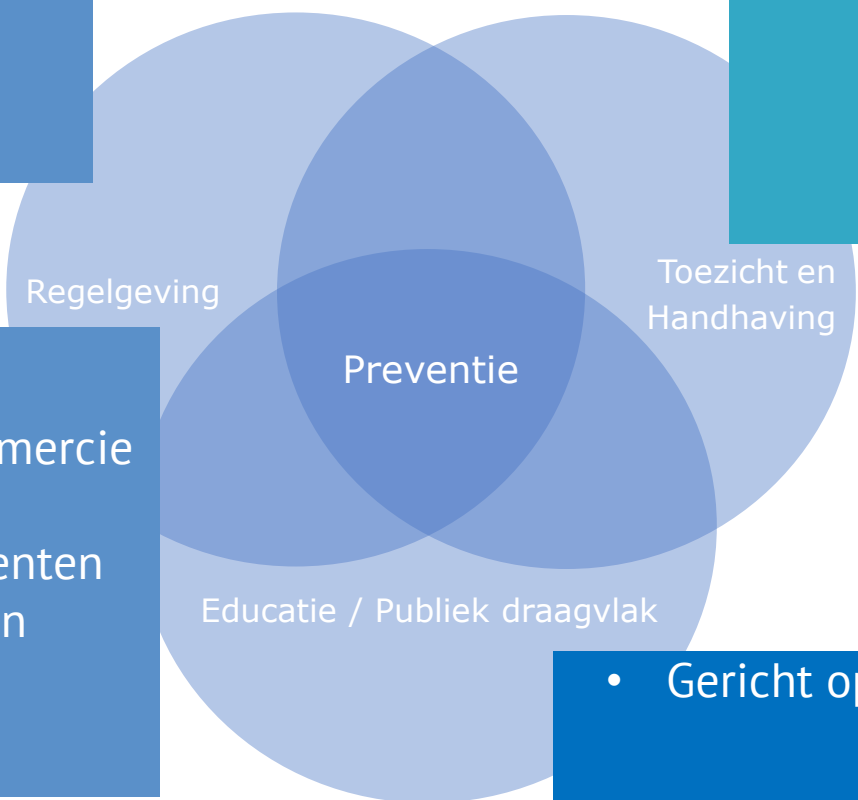 Regelgeving
Toezicht en
Handhaving
Preventie
mercie
enten
n
Educatie / Publiek draagvlak
• Gericht op